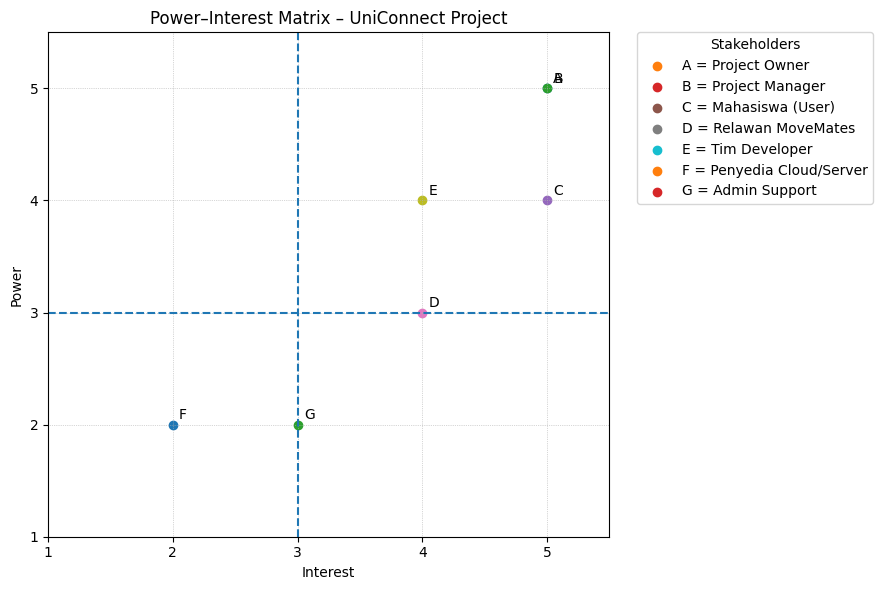 Power–Interest Matrix – UniConnect Project
Stakeholders
A = Project Owner
B = Project Manager
C = Mahasiswa (User)
D = Relawan MoveMates
E = Tim Developer
F = Penyedia Cloud/Server
G = Admin Support
A
B
E
C
D
F
G
5
4
3
2
1
Power
1
2
3
4
5
Interest